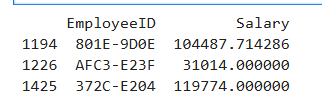 EmployeeID Salary
1194 801E-9D0E 104487.714286
1226 AFC3-E23F 31014.000000
1425 372C-E204 119774.000000